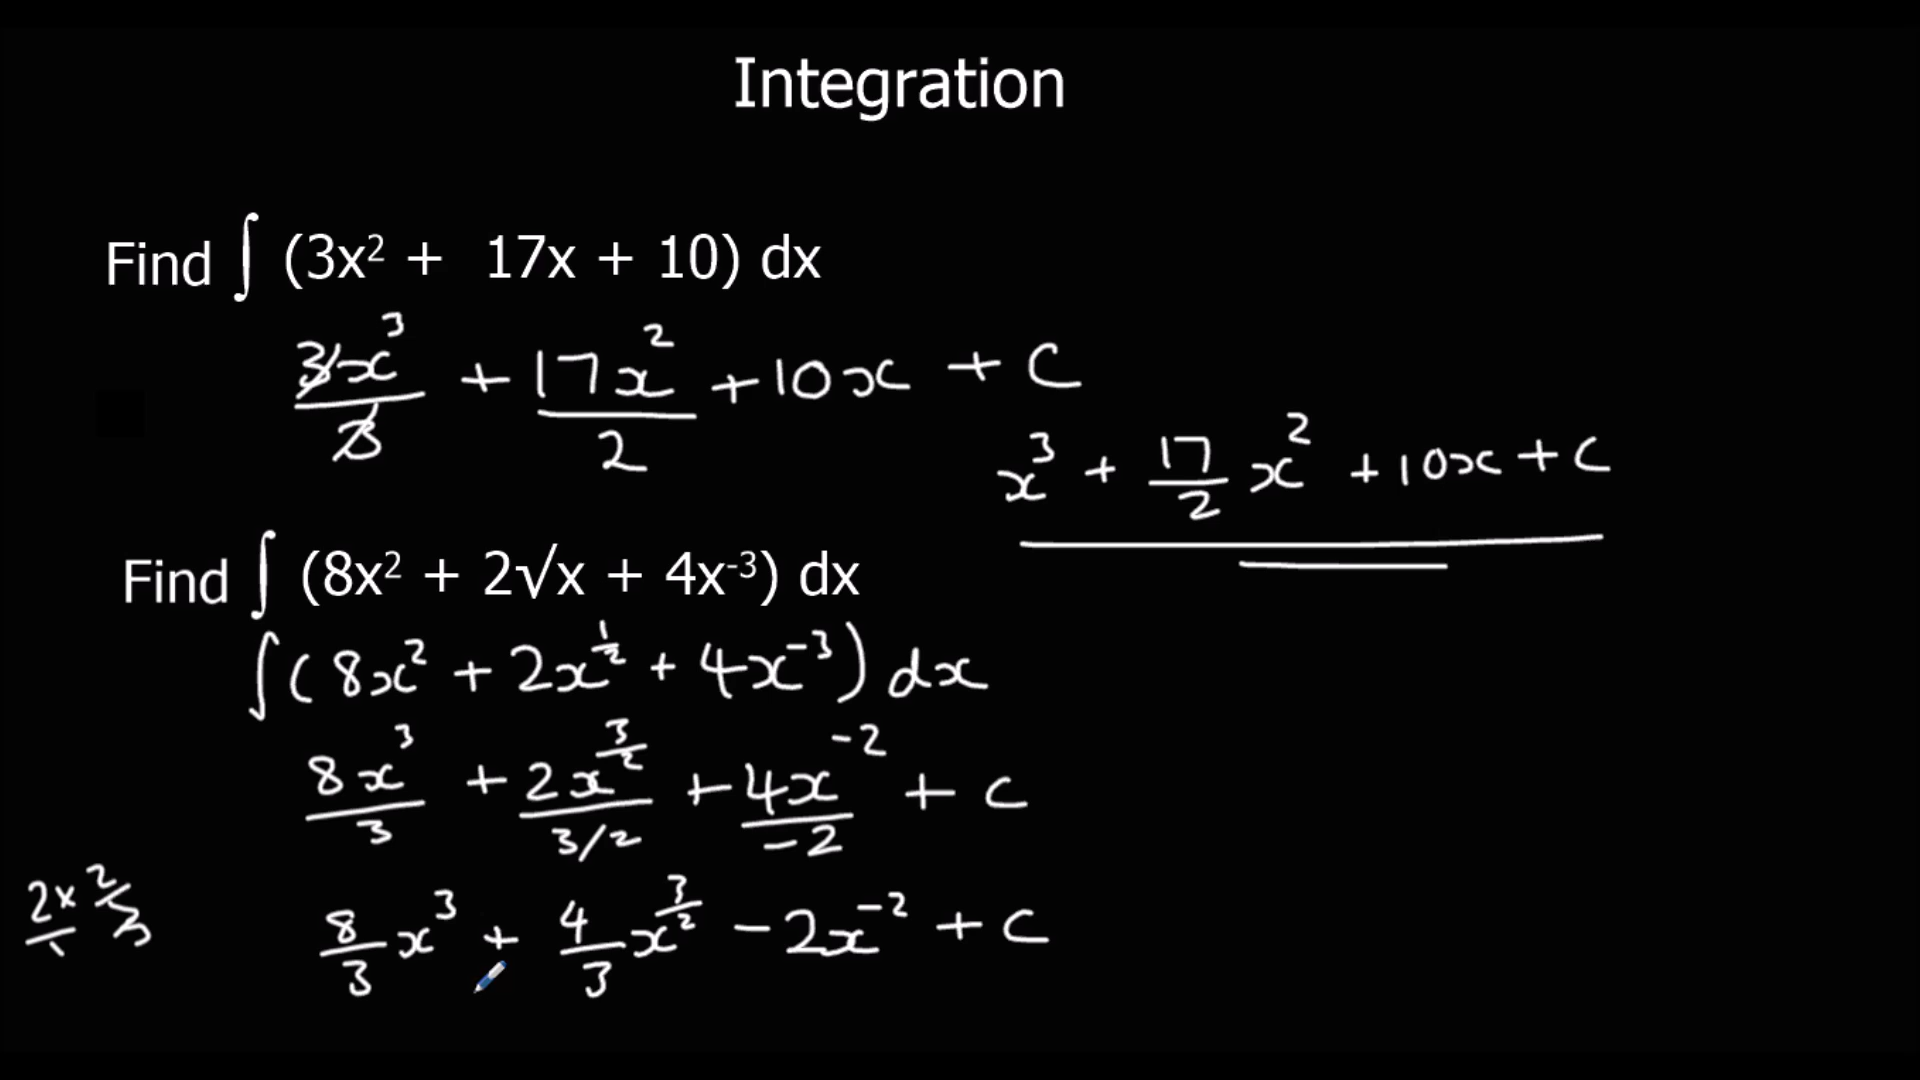 Integration
Find ∫ (3x² + 17x + 10) dx
3x³/3 + 17x²/2 + 10x + C
x³ + 17/2 x² + 10x + C
Find ∫ (8x² + 2√x + 4x⁻³) dx
∫ (8x² + 2x^½ + 4x⁻³) dx
8x³/3 + 2x^(3/2)/(3/2) + 4x⁻²/-2 + C
2/1 × 2/3
8/3 x³ + 4/3 x^(3/2) - 2x⁻² + C